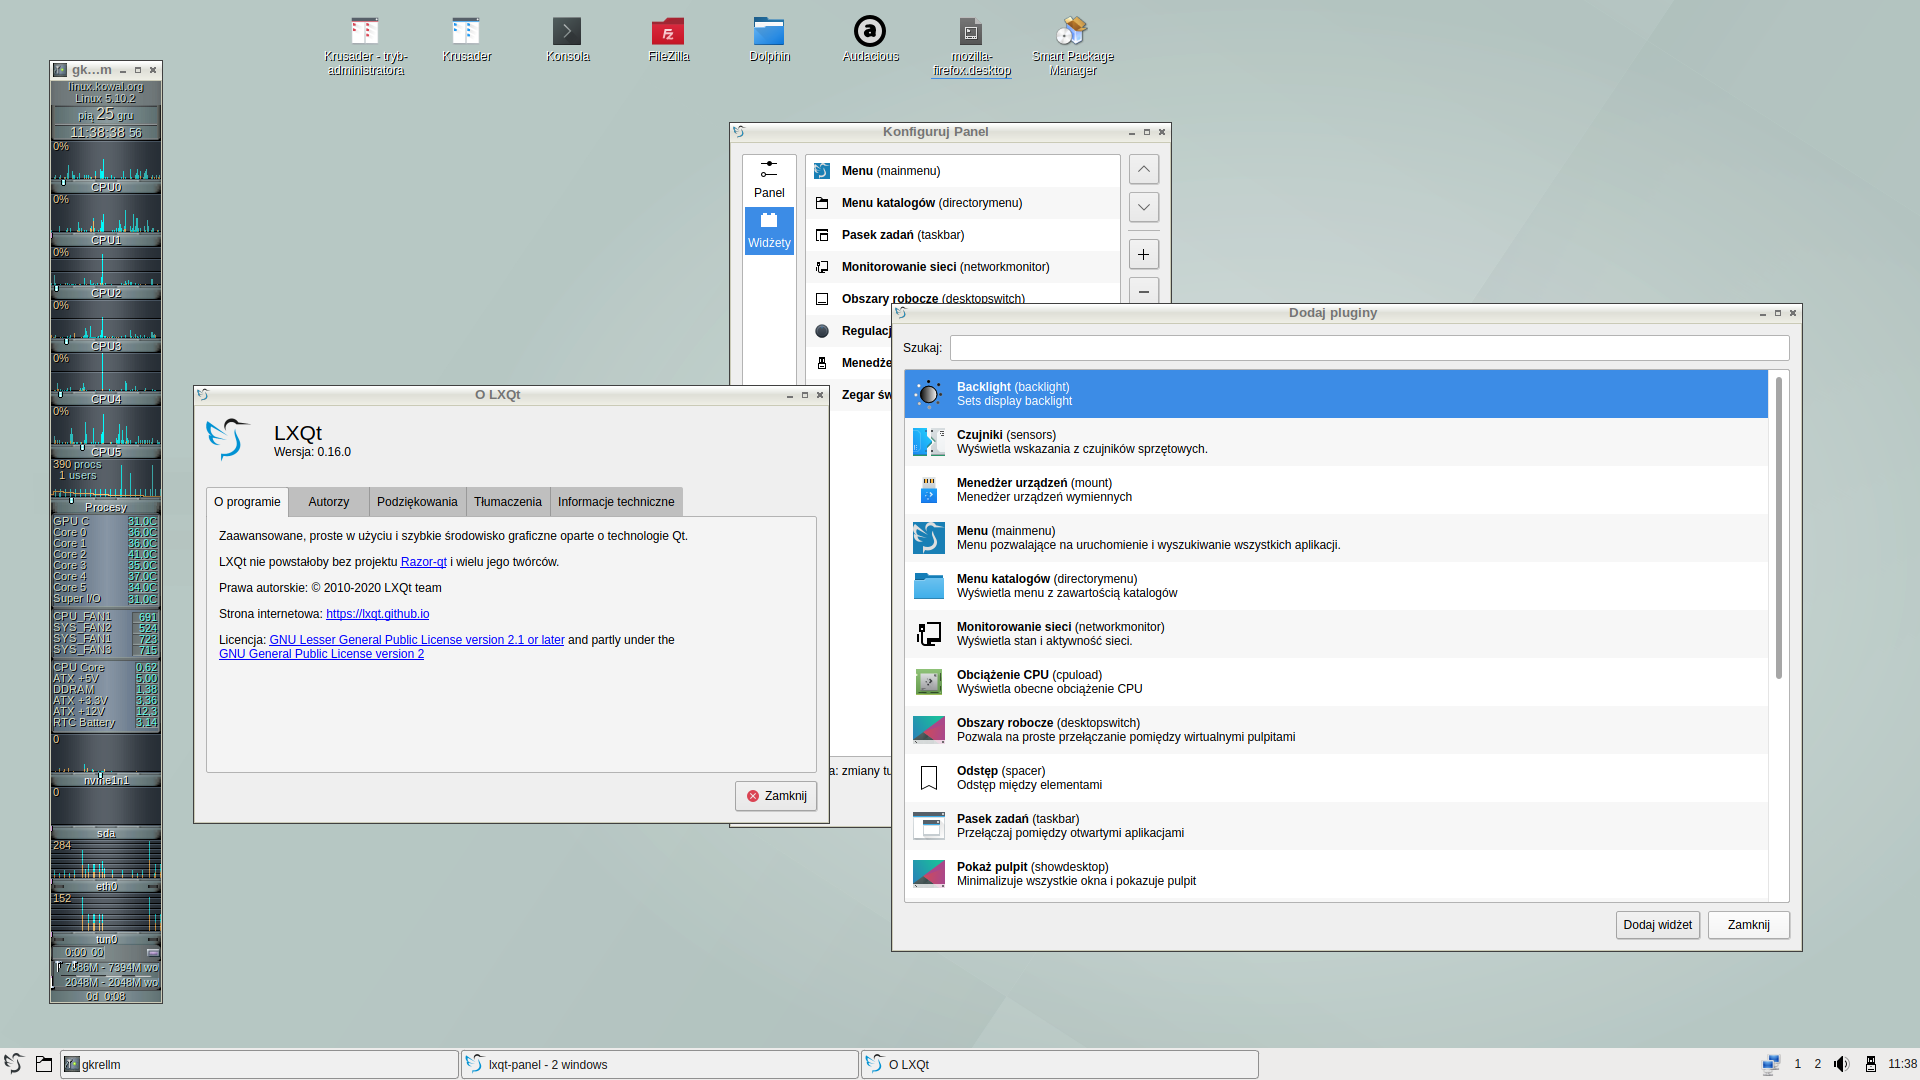 Krusader - tryb-
administratora
Krusader
Konsola
FileZilla
Dolphin
Audacious
mozilla-
firefox.desktop
Smart Package
Manager
gk...m
linux.kowal.org
Linux 5.10.2
pią 25 gru
11:38:38 56
0%
CPU0
0%
CPU1
0%
CPU2
0%
CPU3
0%
CPU4
0%
CPU5
390 procs
1 users
Procesy
GPU C 31,0C
Core 0 36,0C
Core 1 36,0C
Core 2 41,0C
Core 3 35,0C
Core 4 37,0C
Core 5 34,0C
Super I/O 31,0C
CPU_FAN1 691
SYS_FAN2 524
SYS_FAN1 723
SYS_FAN3 715
CPU Core 0,62
ATX +5V 5,00
DDRAM 1,38
ATX +3.3V 3,36
ATX +12V 12,3
RTC Battery 3,14
0
nvme1n1
0
sda
284
eth0
152
tun0
0:00 00
- 7394M wo
2048M - 2048M wo
0d 0:08
Konfiguruj Panel
Panel
Widżety
Menu (mainmenu)
Menu katalogów (directorymenu)
Pasek zadań (taskbar)
Monitorowanie sieci (networkmonitor)
Obszary robocze (desktopswitch)
Regulacj
Menedże
Zegar św
a: zmiany tu
O LXQt
LXQt
Wersja: 0.16.0
O programie
Autorzy
Podziękowania
Tłumaczenia
Informacje techniczne
Zaawansowane, proste w użyciu i szybkie środowisko graficzne oparte o technologie Qt.
LXQt nie powstałoby bez projektu Razor-qt i wielu jego twórców.
Prawa autorskie: © 2010-2020 LXQt team
Strona internetowa: https://lxqt.github.io
Licencja: GNU Lesser General Public License version 2.1 or later and partly under the
GNU General Public License version 2
Zamknij
Dodaj pluginy
Szukaj:
Backlight (backlight)
Sets display backlight
Czujniki (sensors)
Wyświetla wskazania z czujników sprzętowych.
Menedżer urządzeń (mount)
Menedżer urządzeń wymiennych
Menu (mainmenu)
Menu pozwalające na uruchomienie i wyszukiwanie wszystkich aplikacji.
Menu katalogów (directorymenu)
Wyświetla menu z zawartością katalogów
Monitorowanie sieci (networkmonitor)
Wyświetla stan i aktywność sieci.
Obciążenie CPU (cpuload)
Wyświetla obecne obciążenie CPU
Obszary robocze (desktopswitch)
Pozwala na proste przełączanie pomiędzy wirtualnymi pulpitami
Odstęp (spacer)
Odstęp między elementami
Pasek zadań (taskbar)
Przełączaj pomiędzy otwartymi aplikacjami
Pokaż pulpit (showdesktop)
Minimalizuje wszystkie okna i pokazuje pulpit
Dodaj widżet
Zamknij
gkrellm
lxqt-panel - 2 windows
O LXQt
1 2
11:38